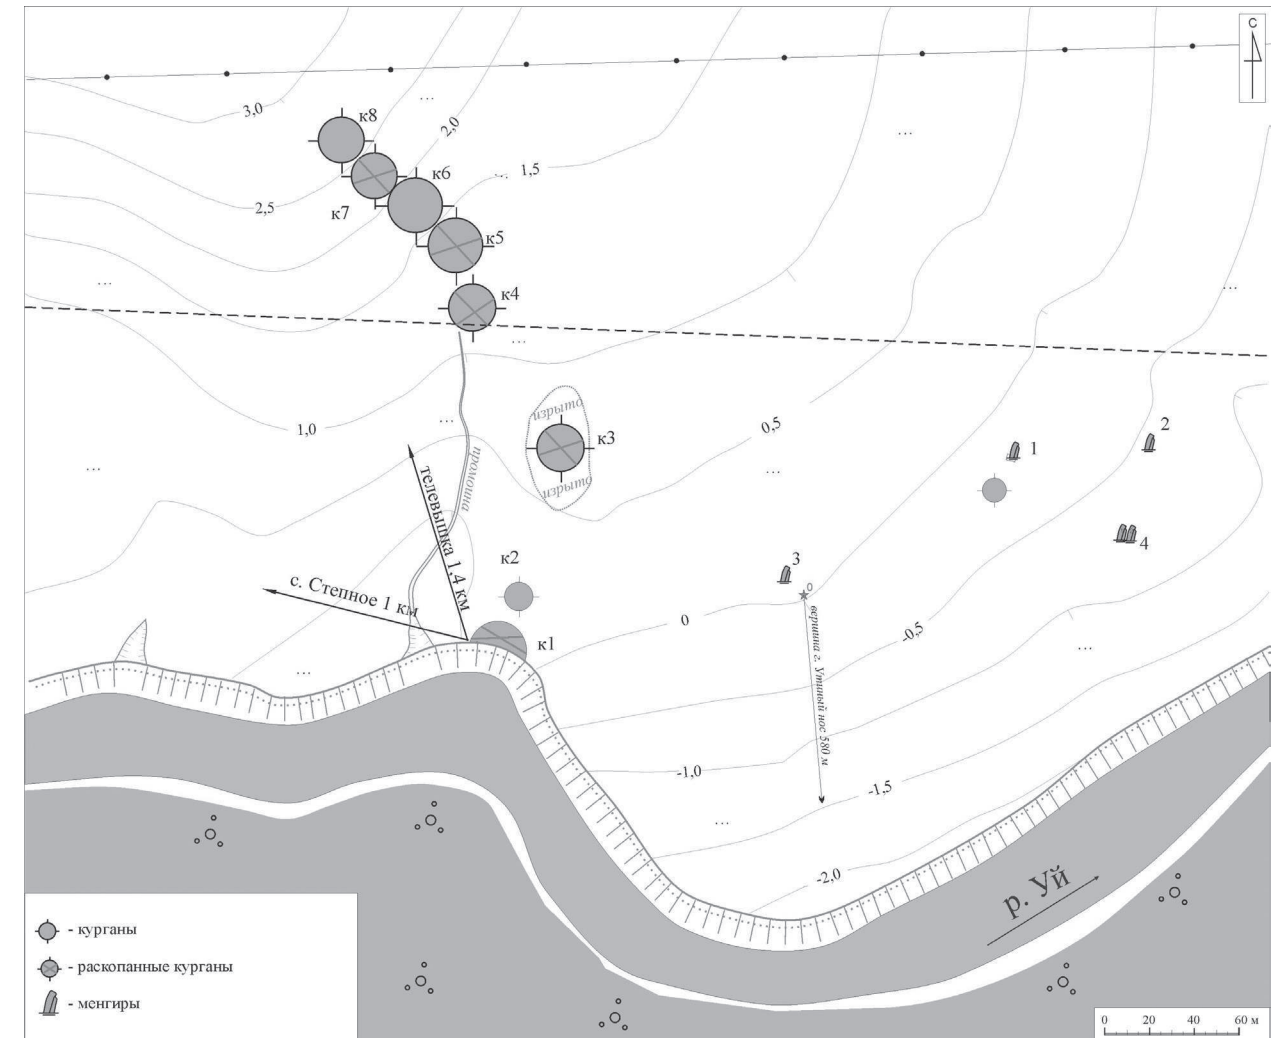 С
3,0
к8
2,0
к6
1,5
2,5
к7
к5
к4
изрыто
1,0
0,5
к3
2
1
промоина
изрыто
телевышка 1,4 км
4
к2
3
0
с. Степное 1 км
0
-0,5
к1
вершина г. Утиный нос 580 м
-1,0
-1,5
-2,0
р. Уй
- курганы
- раскопанные курганы
- менгиры
0 20 40 60 м